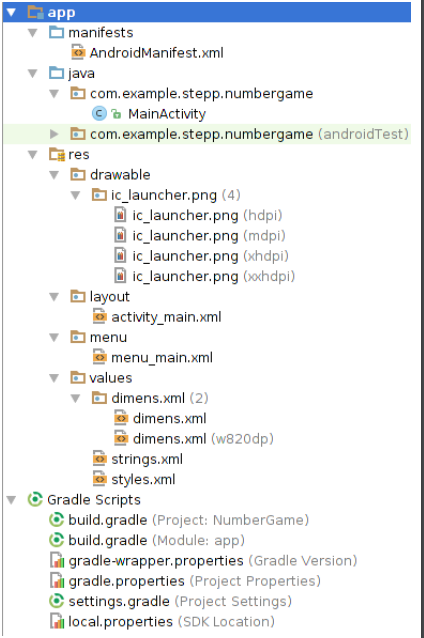 app
manifests
AndroidManifest.xml
java
com.example.stepp.numbergame
C MainActivity
com.example.stepp.numbergame (androidTest)
res
drawable
ic_launcher.png (4)
ic_launcher.png (hdpi)
ic_launcher.png (mdpi)
ic_launcher.png (xhdpi)
ic_launcher.png (xxhdpi)
layout
activity_main.xml
menu
menu_main.xml
values
dimens.xml (2)
dimens.xml
dimens.xml (w820dp)
strings.xml
styles.xml
Gradle Scripts
build.gradle (Project: NumberGame)
build.gradle (Module: app)
gradle-wrapper.properties (Gradle Version)
gradle.properties (Project Properties)
settings.gradle (Project Settings)
local.properties (SDK Location)